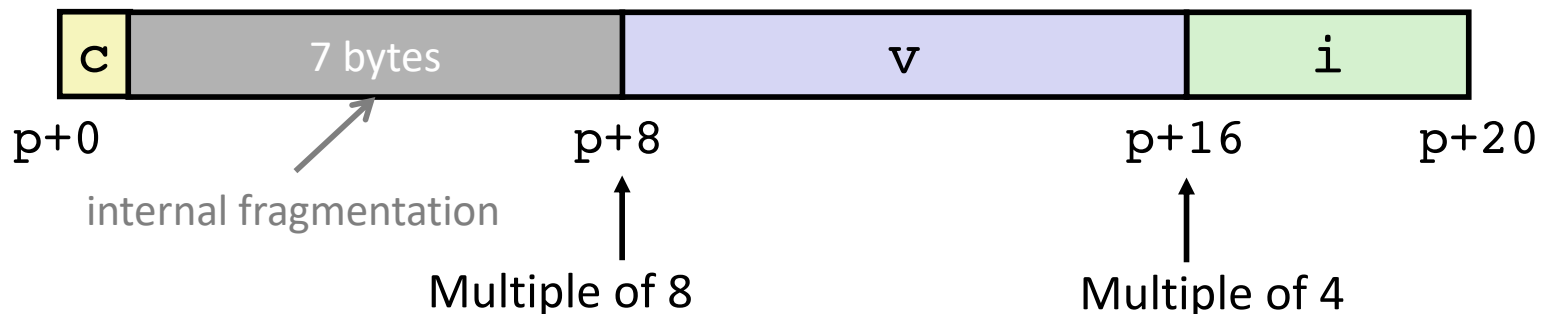 c 7 bytes v i
p+0 p+8 p+16 p+20
internal fragmentation
Multiple of 8 Multiple of 4